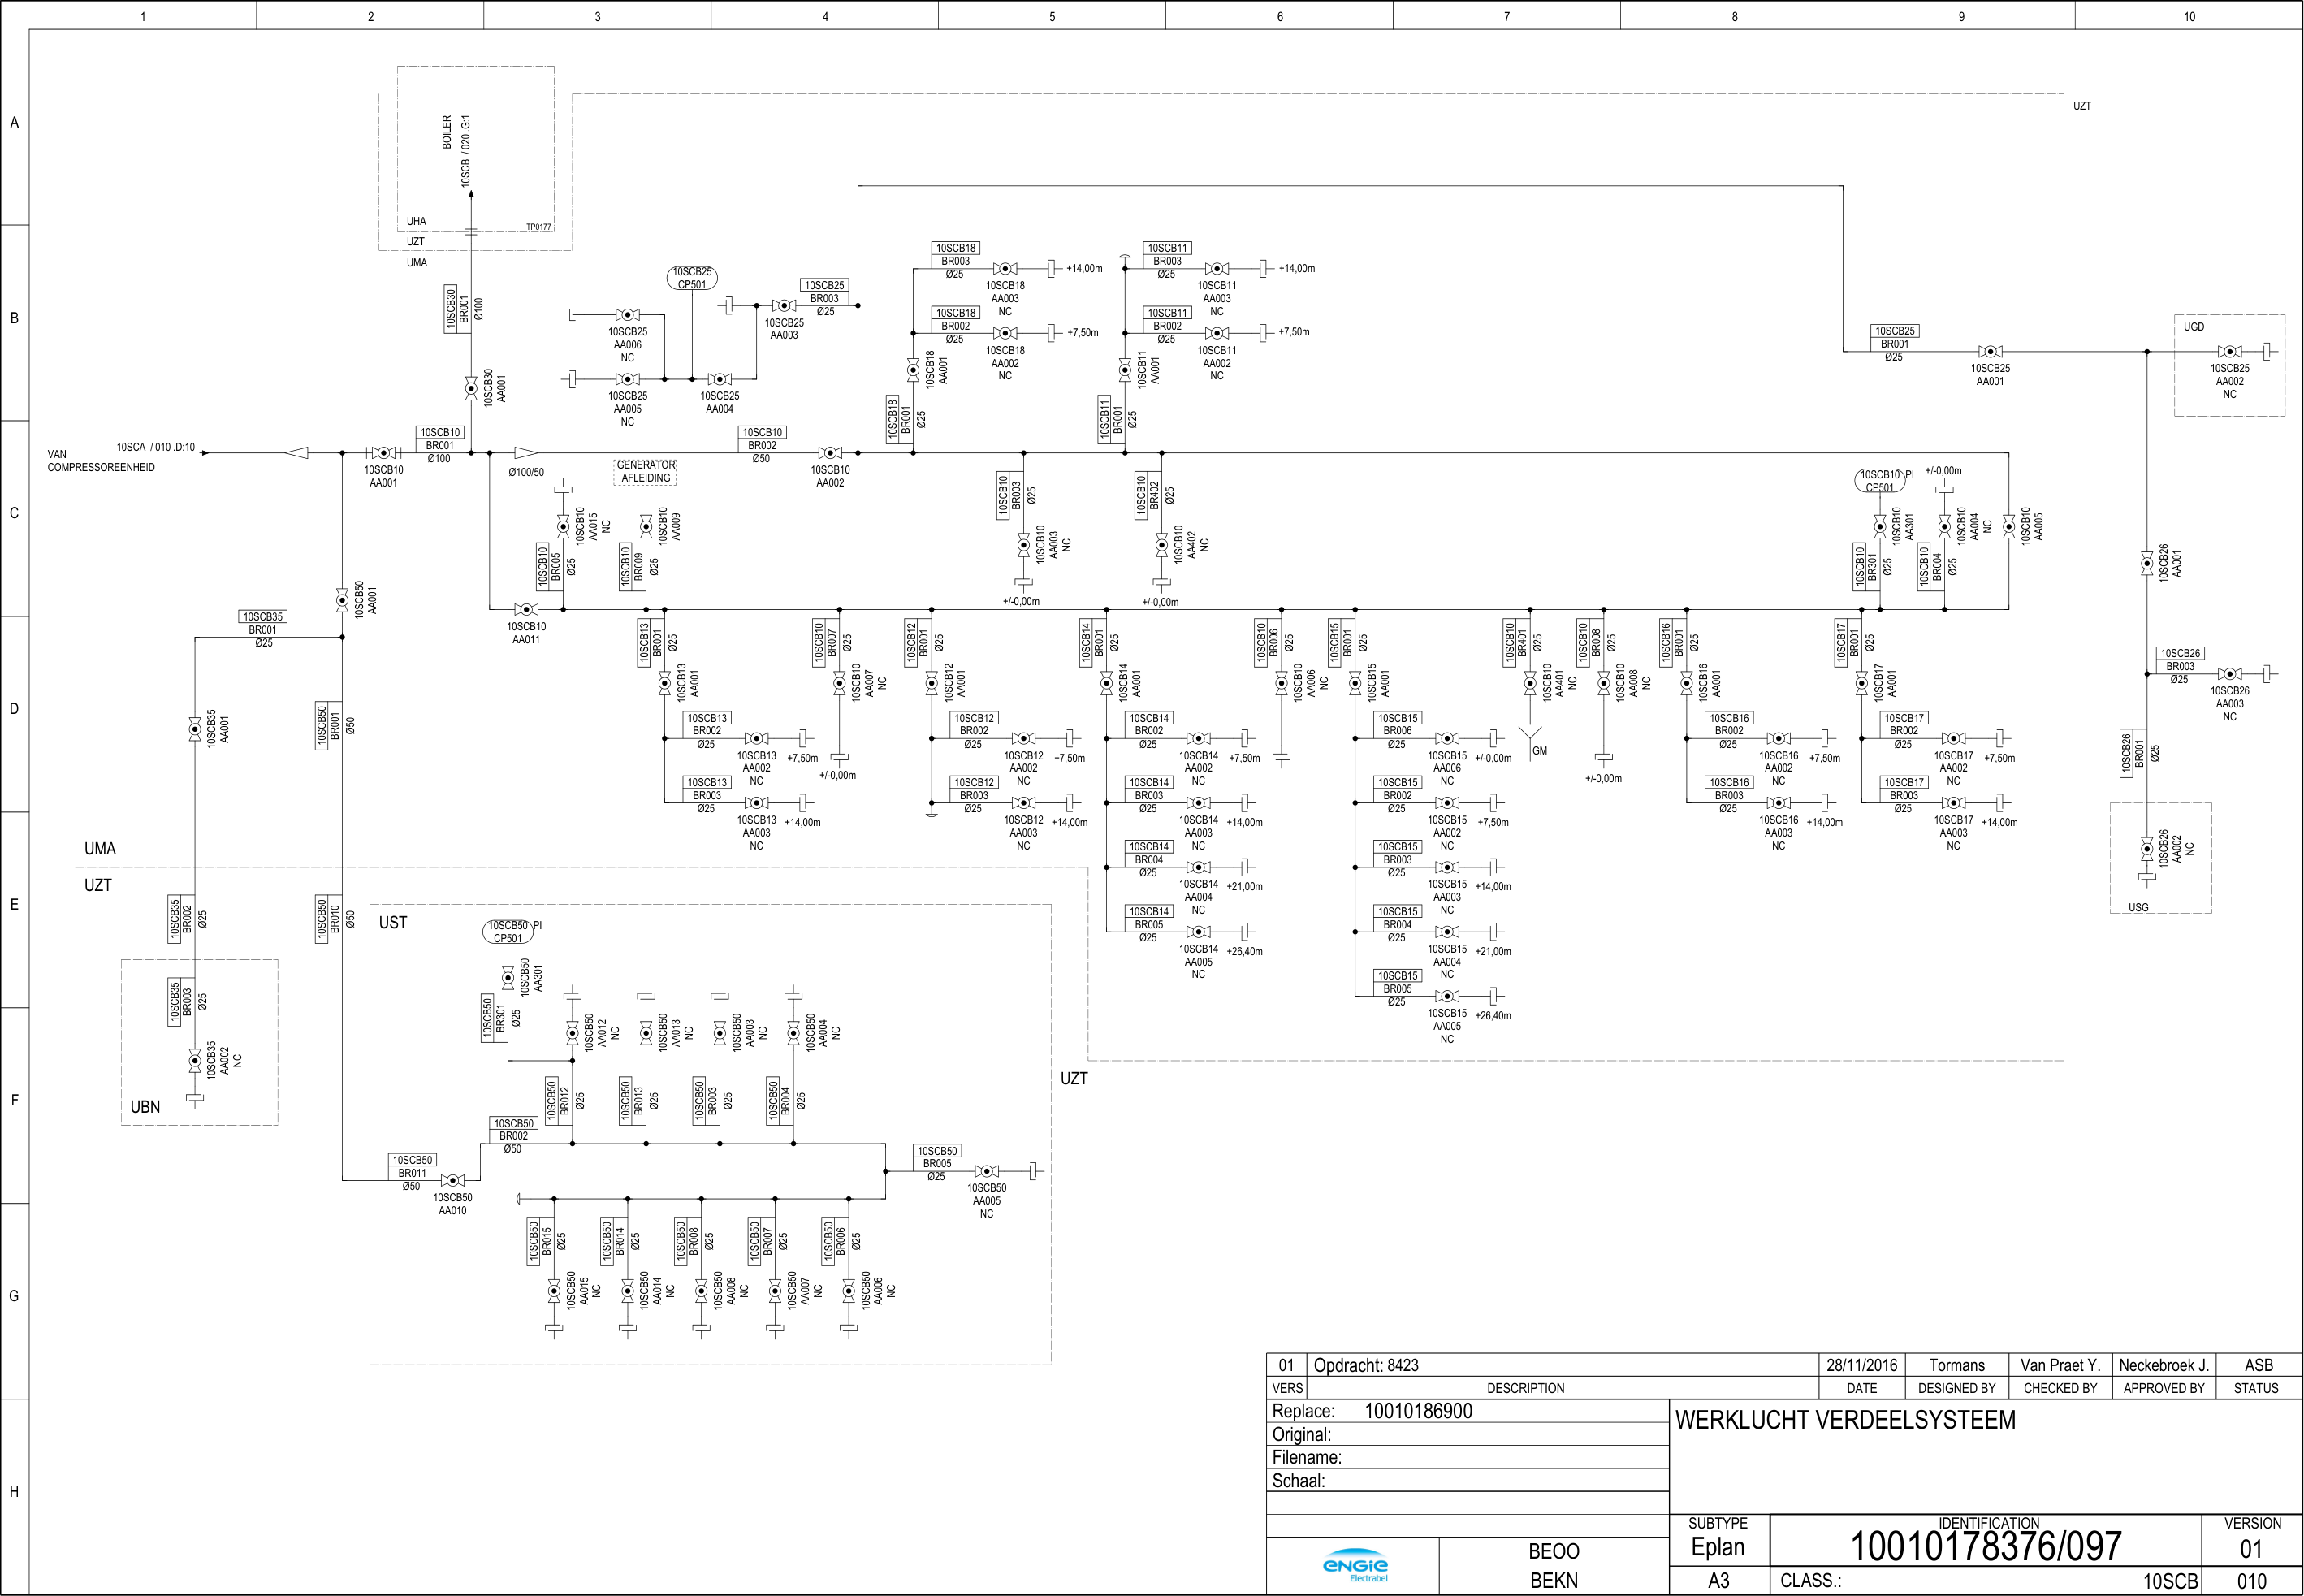 1 2 3 4 5 6 7 8 9 10
A
B
C
D
E
F
G
H
BOILER
10SCB / 020 .G:1
UHA
TP0177
UZT
UMA
UZT
10SCB30
BR001
Ø100
10SCB30
AA001
VAN
COMPRESSOREENHEID
10SCA / 010 .D:10
10SCB10
AA001
10SCB10
BR001
Ø100
Ø100/50
10SCB25
AA006
NC
10SCB25
CP501
10SCB25
AA005
NC
10SCB25
AA004
10SCB25
AA003
10SCB25
BR003
Ø25
10SCB10
BR002
Ø50
10SCB10
AA002
10SCB18
BR003
Ø25
10SCB18
AA003
NC
+14,00m
10SCB18
BR002
Ø25
10SCB18
AA002
NC
+7,50m
10SCB18
AA001
10SCB18
BR001
Ø25
10SCB11
BR003
Ø25
10SCB11
AA003
NC
+14,00m
10SCB11
BR002
Ø25
10SCB11
AA002
NC
+7,50m
10SCB11
AA001
10SCB11
BR001
Ø25
10SCB25
BR001
Ø25
10SCB25
AA001
UGD
10SCB25
AA002
NC
GENERATOR
AFLEIDING
10SCB10
AA015
NC
10SCB10
BR005
Ø25
10SCB10
AA009
10SCB10
BR009
Ø25
10SCB10
BR003
Ø25
10SCB10
AA003
NC
+/-0,00m
10SCB10
BR402
Ø25
10SCB10
AA402
NC
+/-0,00m
10SCB10
CP501
PI
10SCB10
AA301
10SCB10
BR301
Ø25
+/-0,00m
10SCB10
AA004
NC
10SCB10
BR004
Ø25
10SCB10
AA005
10SCB26
AA001
10SCB50
AA001
10SCB35
BR001
Ø25
10SCB10
AA011
10SCB13
BR001
Ø25
10SCB13
AA001
10SCB13
BR002
Ø25
10SCB13
AA002
NC
+7,50m
10SCB13
BR003
Ø25
10SCB13
AA003
NC
+14,00m
10SCB10
BR007
Ø25
10SCB10
AA007
NC
+/-0,00m
10SCB12
BR001
Ø25
10SCB12
AA001
10SCB12
BR002
Ø25
10SCB12
AA002
NC
+7,50m
10SCB12
BR003
Ø25
10SCB12
AA003
NC
+14,00m
10SCB14
BR001
Ø25
10SCB14
AA001
10SCB14
BR002
Ø25
10SCB14
AA002
NC
+7,50m
10SCB14
BR003
Ø25
10SCB14
AA003
NC
+14,00m
10SCB14
BR004
Ø25
10SCB14
AA004
NC
+21,00m
10SCB14
BR005
Ø25
10SCB14
AA005
NC
+26,40m
10SCB10
BR006
Ø25
10SCB10
AA006
NC
10SCB15
BR001
Ø25
10SCB15
AA001
10SCB15
BR006
Ø25
10SCB15
AA006
NC
+/-0,00m
10SCB15
BR002
Ø25
10SCB15
AA002
NC
+7,50m
10SCB15
BR003
Ø25
10SCB15
AA003
NC
+14,00m
10SCB15
BR004
Ø25
10SCB15
AA004
NC
+21,00m
10SCB15
BR005
Ø25
10SCB15
AA005
NC
+26,40m
10SCB10
BR401
Ø25
10SCB10
AA401
NC
GM
10SCB10
BR008
Ø25
10SCB10
AA008
NC
+/-0,00m
10SCB16
BR001
Ø25
10SCB16
AA001
10SCB16
BR002
Ø25
10SCB16
AA002
NC
+7,50m
10SCB16
BR003
Ø25
10SCB16
AA003
NC
+14,00m
10SCB17
BR001
Ø25
10SCB17
AA001
10SCB17
BR002
Ø25
10SCB17
AA002
NC
+7,50m
10SCB17
BR003
Ø25
10SCB17
AA003
NC
+14,00m
10SCB26
BR003
Ø25
10SCB26
AA003
NC
10SCB26
BR001
Ø25
10SCB26
AA002
NC
USG
10SCB35
AA001
10SCB50
BR001
Ø50
UMA
UZT
10SCB35
BR002
Ø25
10SCB50
BR010
Ø50
10SCB35
BR003
Ø25
10SCB35
AA002
NC
UBN
UST
10SCB50
CP501
PI
10SCB50
AA301
10SCB50
BR301
Ø25
10SCB50
AA012
NC
10SCB50
AA013
NC
10SCB50
AA003
NC
10SCB50
AA004
NC
10SCB50
BR012
Ø25
10SCB50
BR013
Ø25
10SCB50
BR003
Ø25
10SCB50
BR004
Ø25
UZT
10SCB50
BR002
Ø50
10SCB50
BR011
Ø50
10SCB50
AA010
10SCB50
BR005
Ø25
10SCB50
AA005
NC
10SCB50
BR015
Ø25
10SCB50
BR014
Ø25
10SCB50
BR008
Ø25
10SCB50
BR007
Ø25
10SCB50
BR006
Ø25
10SCB50
AA015
NC
10SCB50
AA014
NC
10SCB50
AA008
NC
10SCB50
AA007
NC
10SCB50
AA006
NC
01 Opdracht: 8423 28/11/2016 Tormans Van Praet Y. Neckebroek J. ASB
VERS DESCRIPTION DATE DESIGNED BY CHECKED BY APPROVED BY STATUS
Replace: 10010186900
Original:
Filename:
Schaal:
WERKLUCHT VERDEELSYSTEEM
ENGIE
Electrabel
BEOO
BEKN
SUBTYPE
Eplan
A3
IDENTIFICATION
10010178376/097
CLASS.: 10SCB
VERSION
01
010